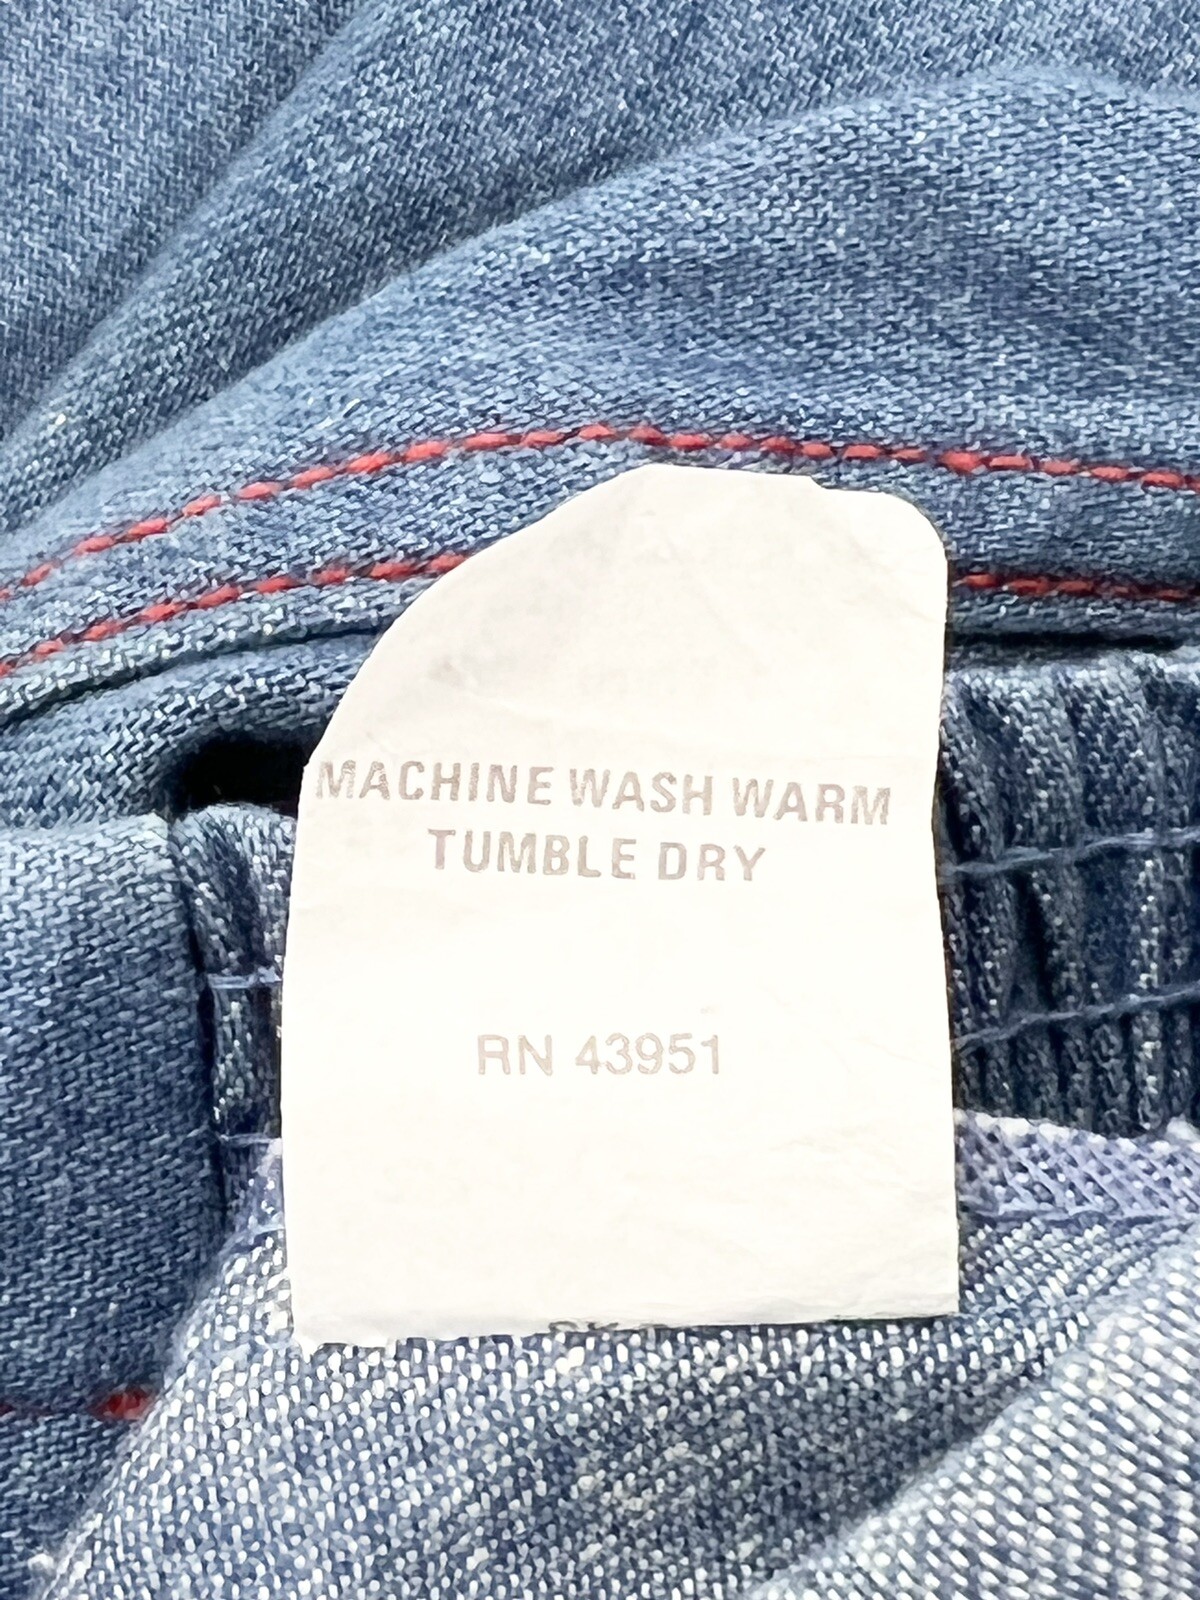 MACHINE WASH WARM
TUMBLE DRY
RN 43951